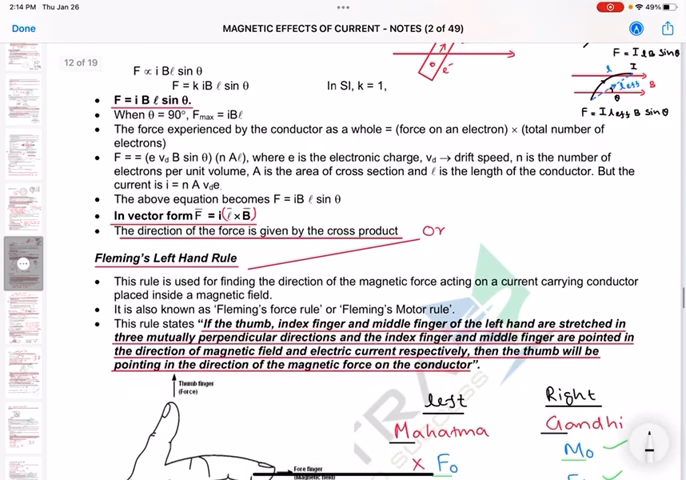 2:14 PM Thu Jan 26
49%
Done
MAGNETIC EFFECTS OF CURRENT - NOTES (2 of 49)
12 of 19
F = I l B sinθ
F ∝ i Bℓ sin θ
F = k i B ℓ sin θ In SI, k = 1,
e⁻
l I
l eff B
θ
F = I l eff B sinθ
• F = i B ℓ sin θ.
• When θ = 90°, Fmax = iBℓ
• The force experienced by the conductor as a whole = (force on an electron) × (total number of
electrons)
• F = = (e vd B sin θ) (n Aℓ), where e is the electronic charge, vd → drift speed, n is the number of
electrons per unit volume, A is the area of cross section and ℓ is the length of the conductor. But the
current is i = n A vde
• The above equation becomes F = iB ℓ sin θ
• In vector form F̄ = i(ℓ̄ × B̄)
• The direction of the force is given by the cross product or
Fleming's Left Hand Rule
• This rule is used for finding the direction of the magnetic force acting on a current carrying conductor
placed inside a magnetic field.
• It is also known as 'Fleming's force rule' or 'Fleming's Motor rule'.
• This rule states "If the thumb, index finger and middle finger of the left hand are stretched in
three mutually perpendicular directions and the index finger and middle finger are pointed in
the direction of magnetic field and electric current respectively, then the thumb will be
pointing in the direction of the magnetic force on the conductor".
Thumb finger
(Force)
left Right
Mahatma Gandhi
x Fo Mo ✓
Fore finger
(Magnetic field)